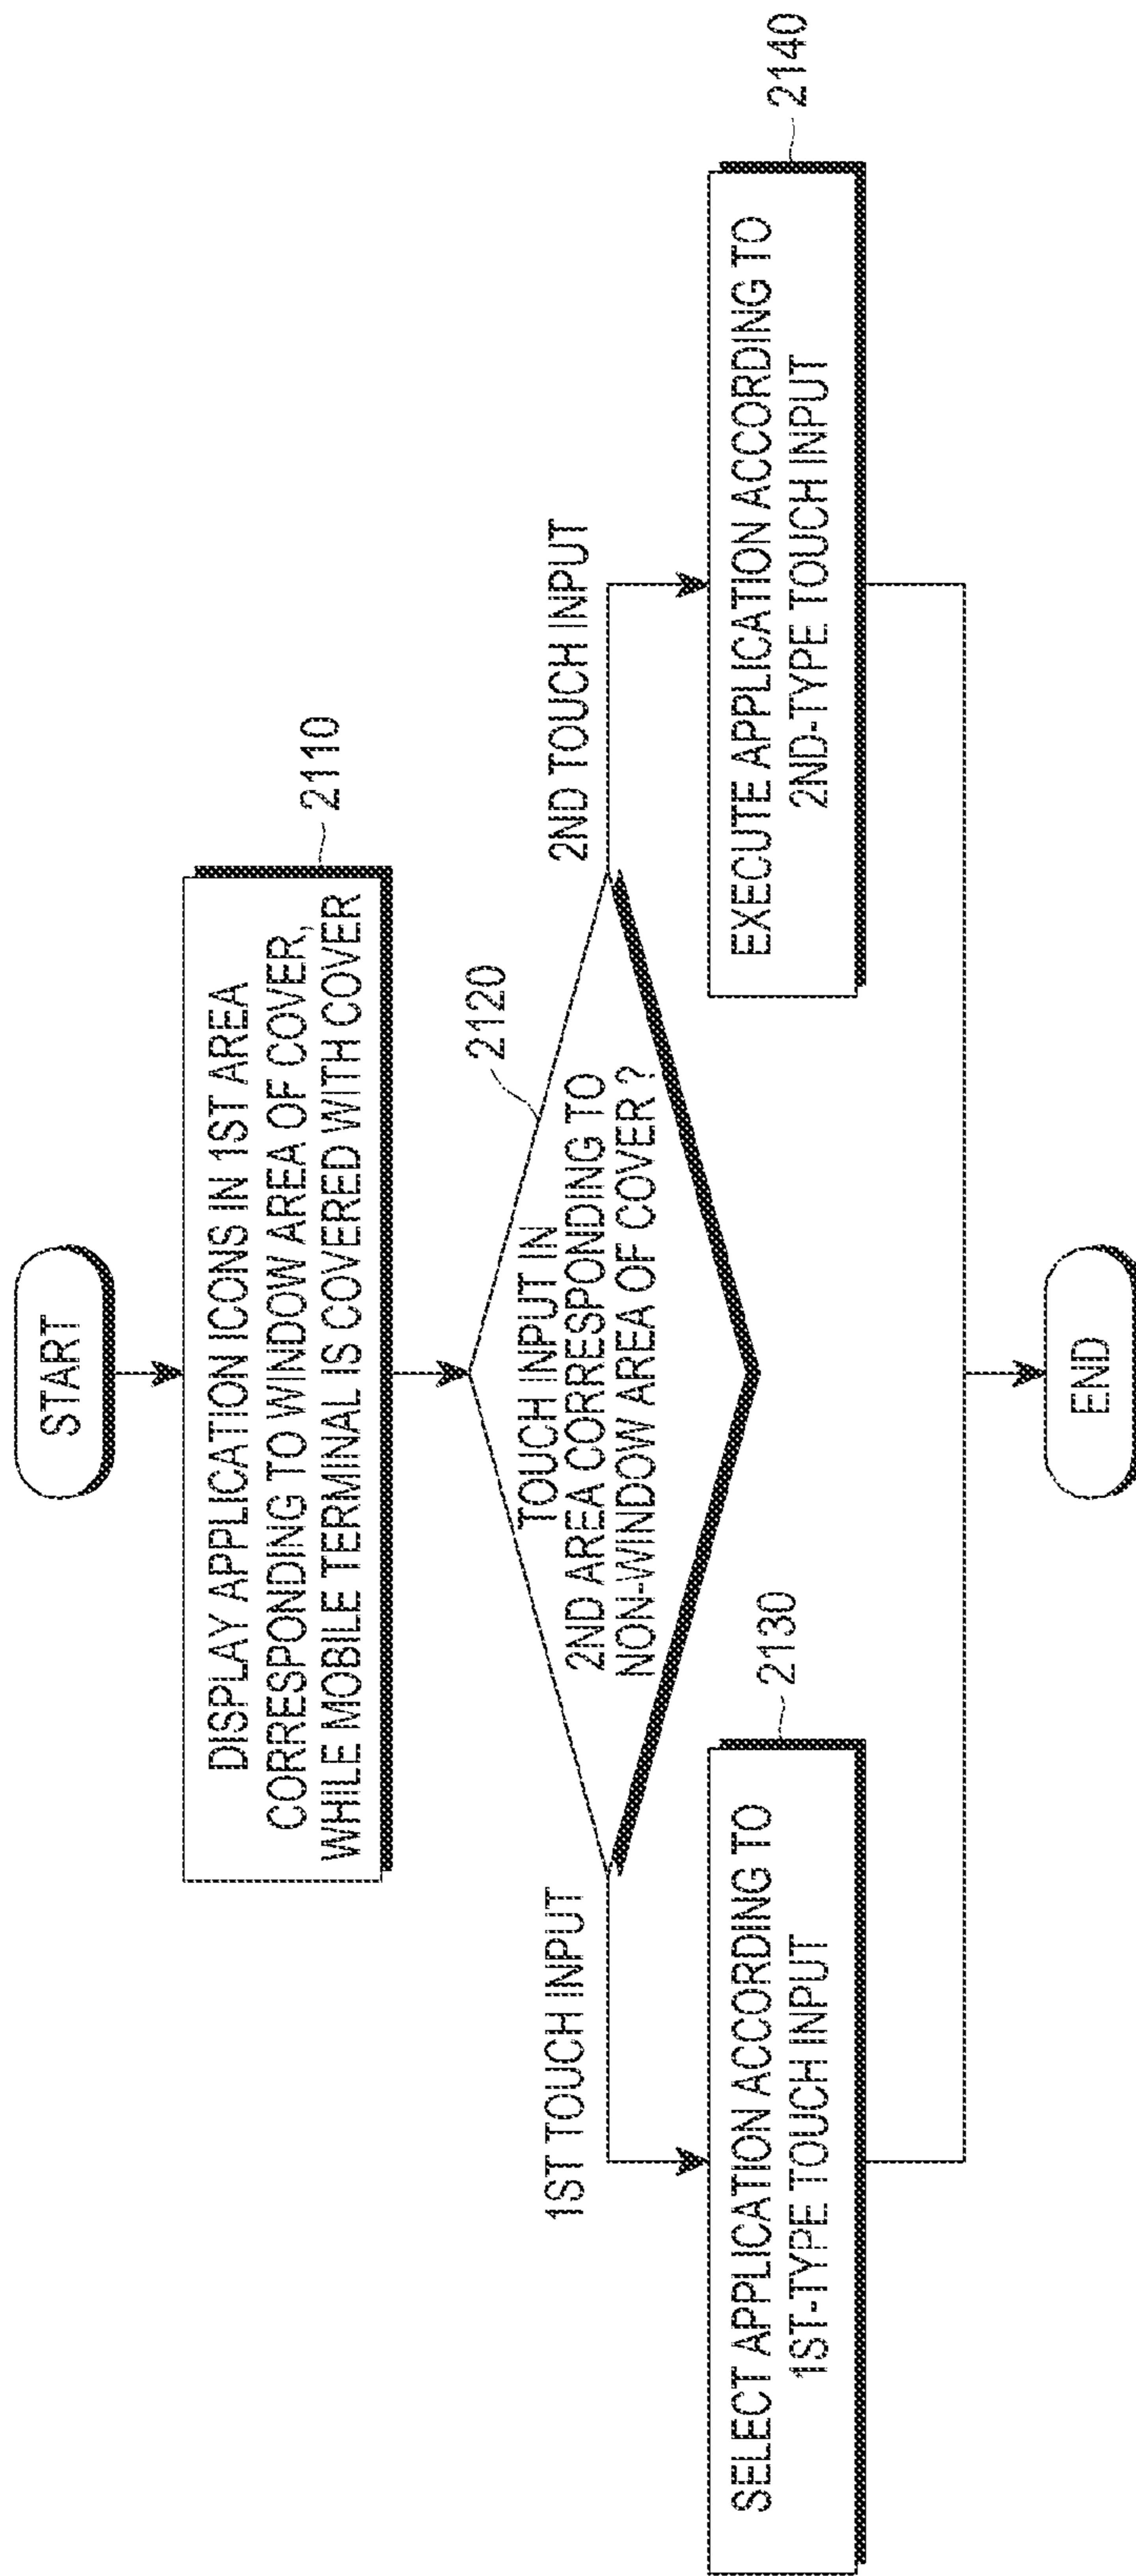 START
DISPLAY APPLICATION ICONS IN 1ST AREA
CORRESPONDING TO WINDOW AREA OF COVER,
WHILE MOBILE TERMINAL IS COVERED WITH COVER
2110
2120
TOUCH INPUT IN
2ND AREA CORRESPONDING TO
NON-WINDOW AREA OF COVER ?
1ST TOUCH INPUT
2ND TOUCH INPUT
2130
SELECT APPLICATION ACCORDING TO
1ST-TYPE TOUCH INPUT
2140
EXECUTE APPLICATION ACCORDING TO
2ND-TYPE TOUCH INPUT
END